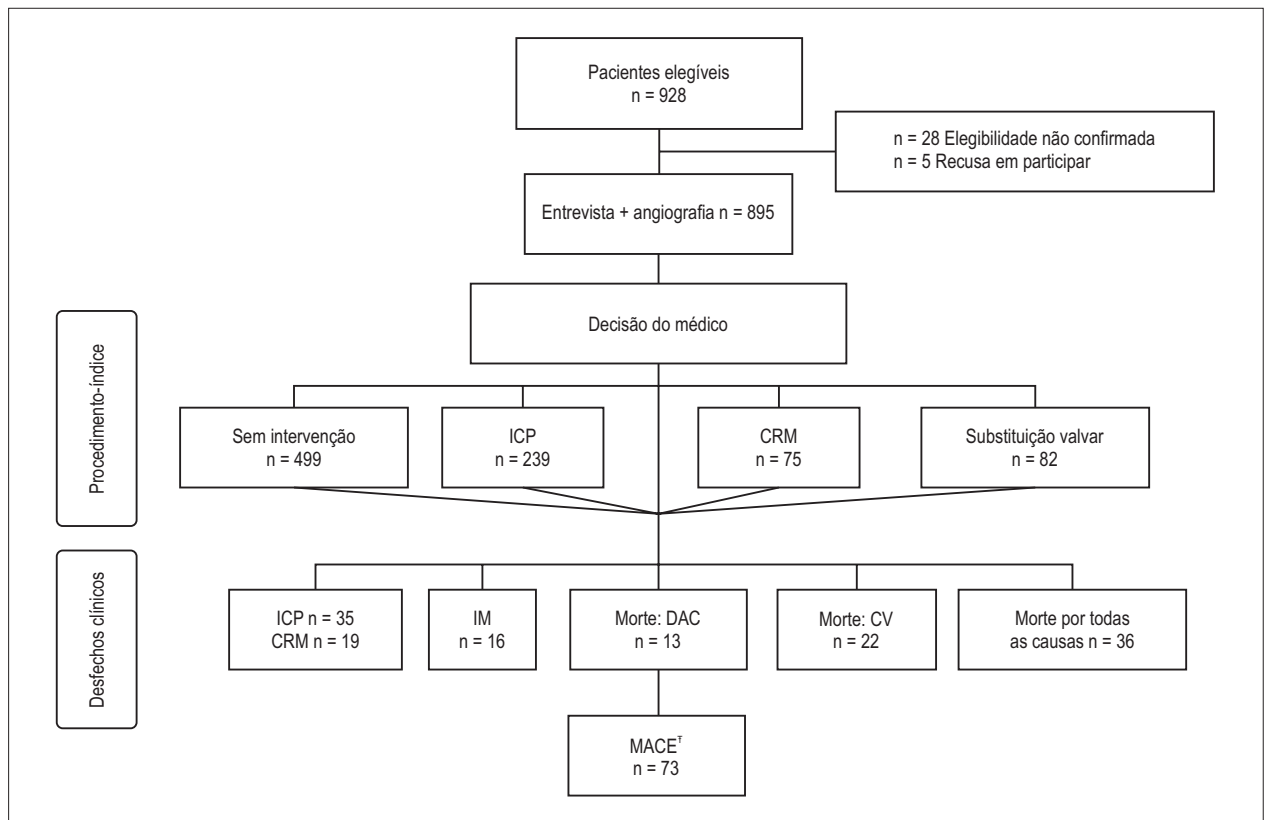 Pacientes elegíveis
n = 928
n = 28 Elegibilidade não confirmada
n = 5 Recusa em participar
Entrevista + angiografia n = 895
Decisão do médico
Procedimento-índice
Sem intervenção
n = 499
ICP
n = 239
CRM
n = 75
Substituição valvar
n = 82
Desfechos clínicos
ICP n = 35
CRM n = 19
IM
n = 16
Morte: DAC
n = 13
Morte: CV
n = 22
Morte por todas
as causas n = 36
MACEŦ
n = 73